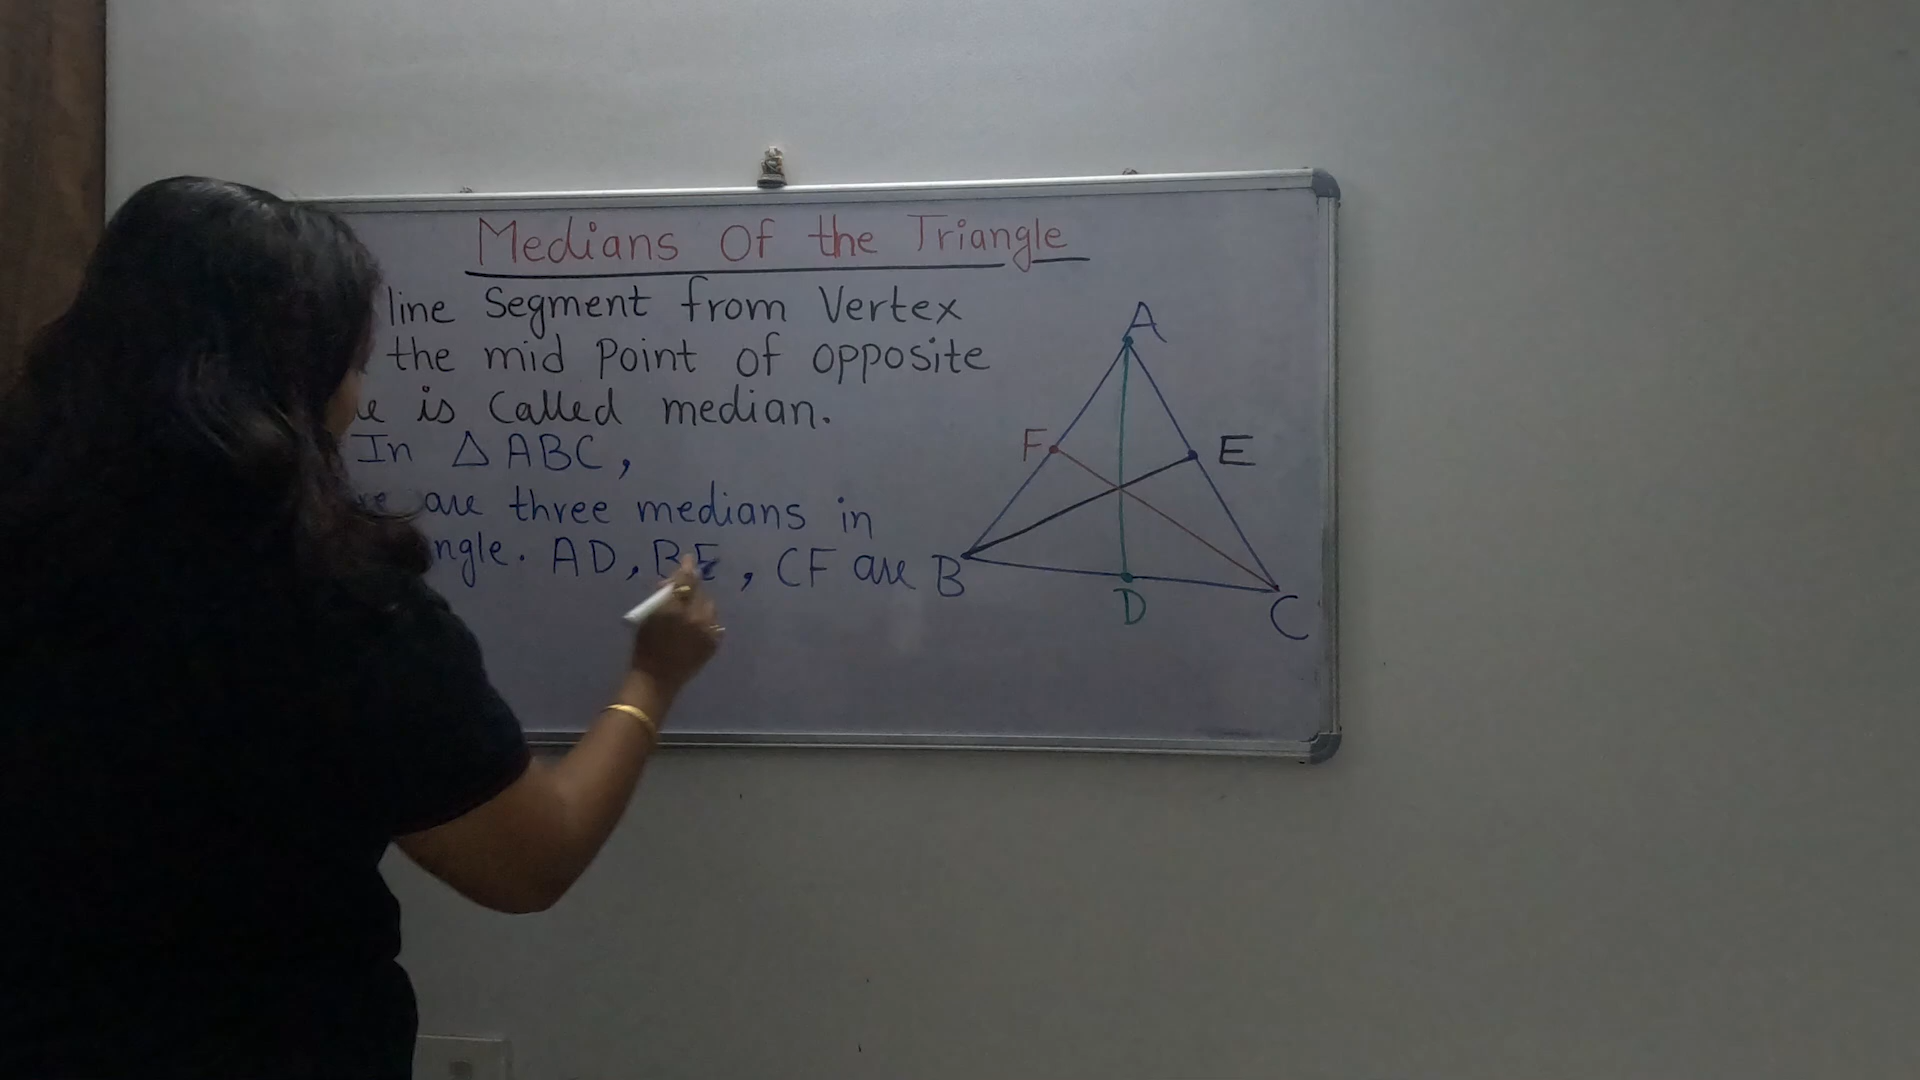 Medians Of the Triangle
line Segment from Vertex
the mid Point of opposite
is Called median.
In △ ABC,
are three medians in
AD, BE, CF are
A
F
E
B
D
C